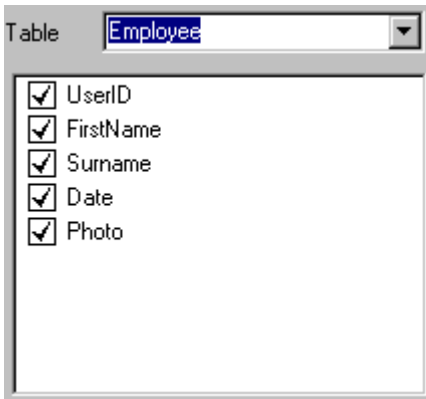 Table Employee
UserID
FirstName
Surname
Date
Photo